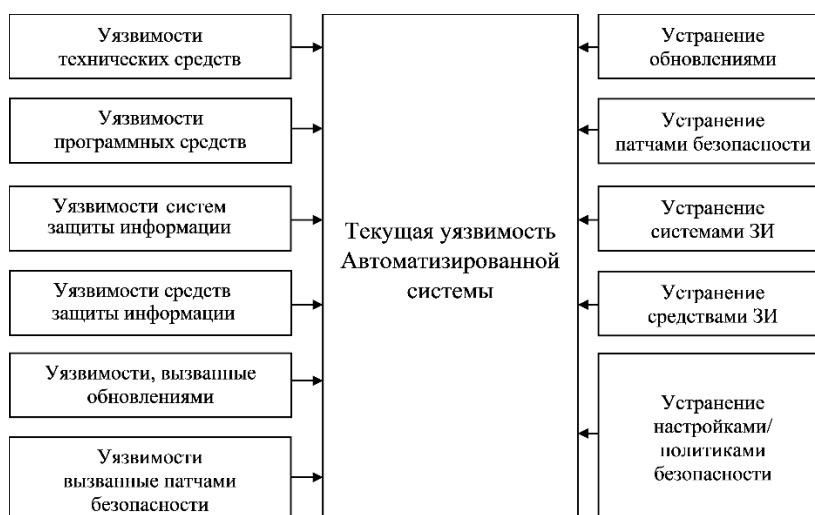 Уязвимости
технических средств
Уязвимости
программных средств
Уязвимости систем
защиты информации
Уязвимости средств
защиты информации
Уязвимости, вызванные
обновлениями
Уязвимости
вызванные патчами
безопасности
Текущая уязвимость
Автоматизированной
системы
Устранение
обновлениями
Устранение
патчами безопасности
Устранение
системами ЗИ
Устранение
средствами ЗИ
Устранение
настройками/
политиками
безопасности